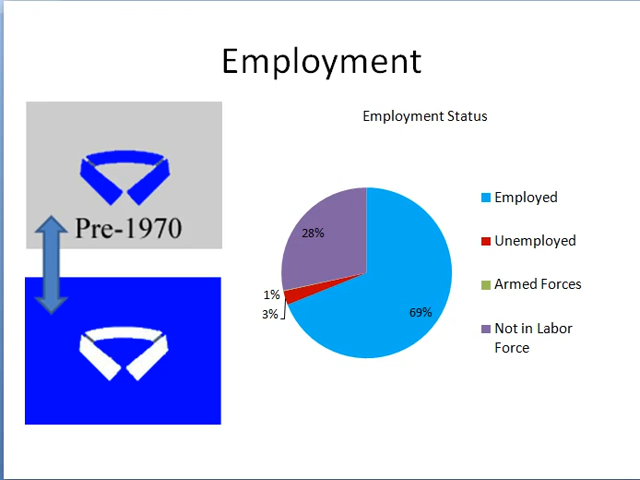 Employment
Pre-1970
Employment Status
28%
1%
3%
69%
Employed
Unemployed
Armed Forces
Not in Labor
Force